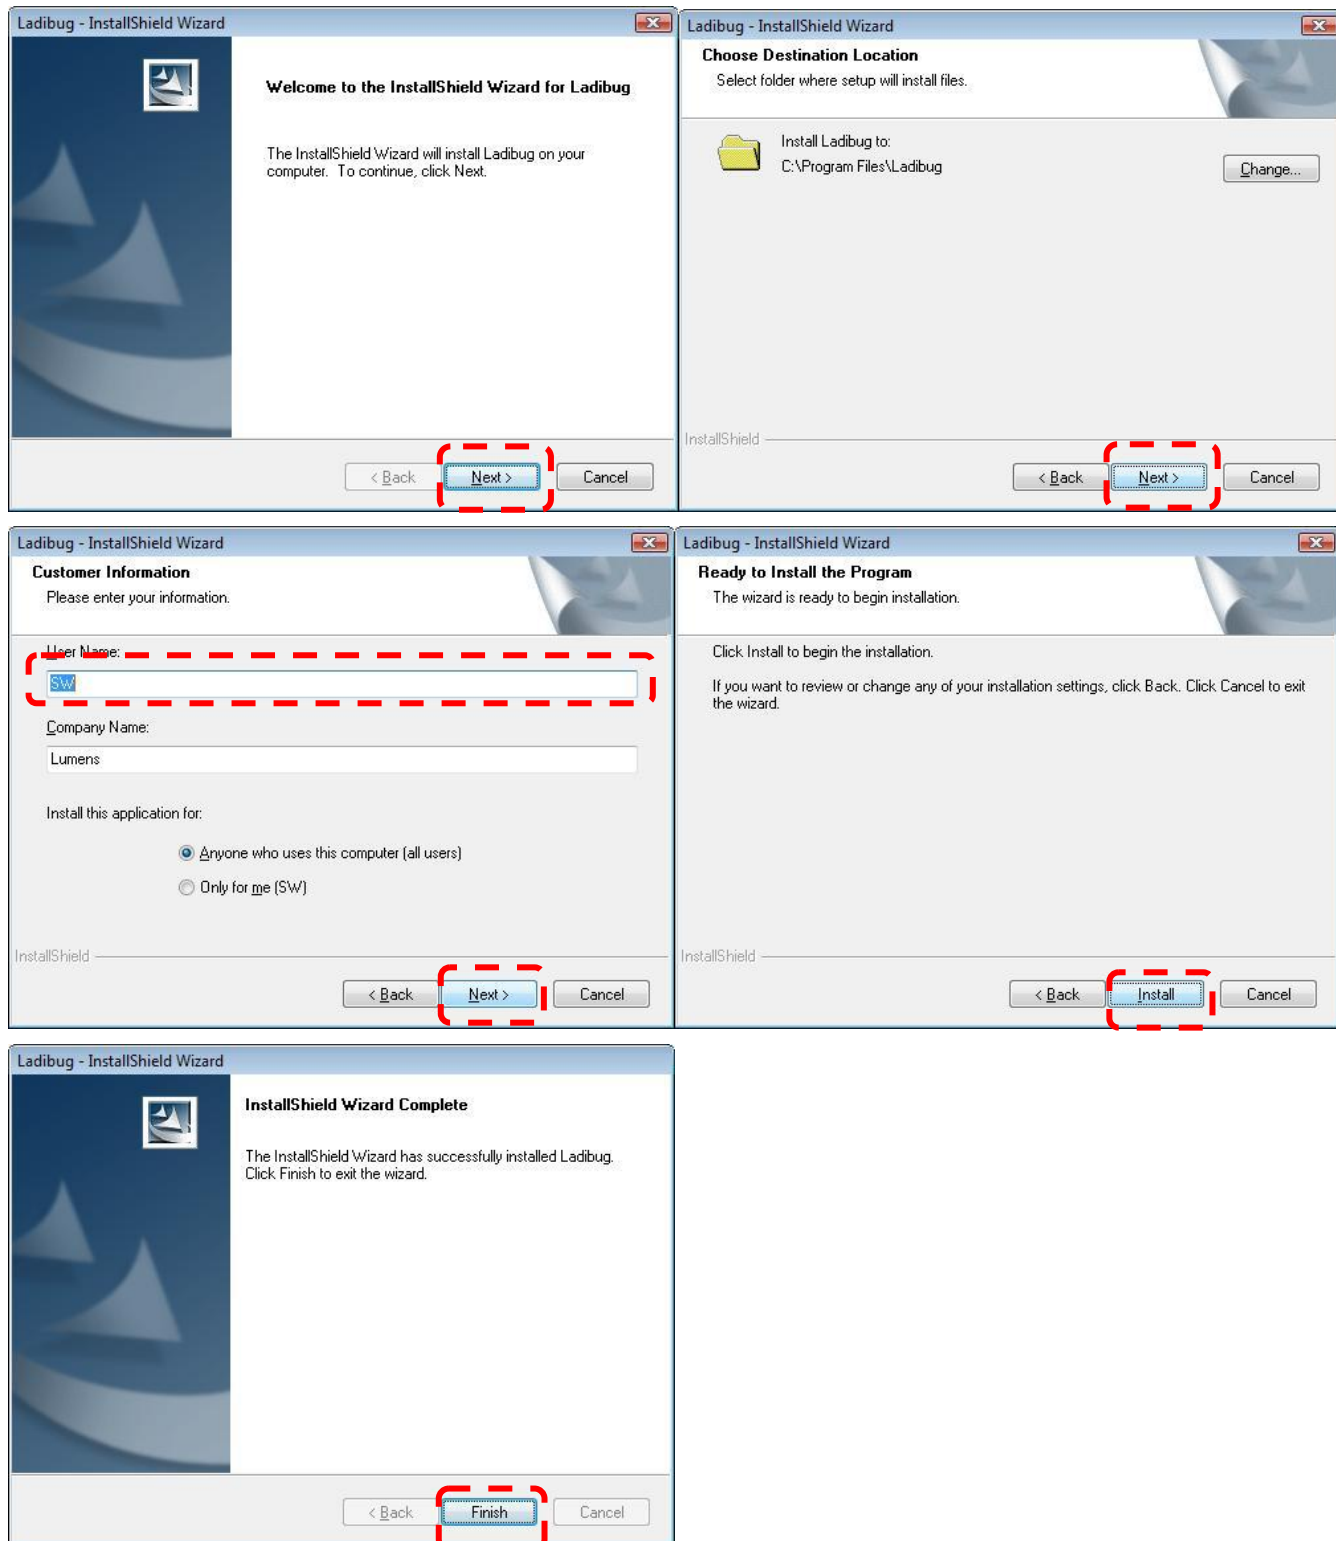 Ladibug - InstallShield Wizard
Welcome to the InstallShield Wizard for Ladibug
The InstallShield Wizard will install Ladibug on your
computer. To continue, click Next.
< Back
Next >
Cancel
Ladibug - InstallShield Wizard
Choose Destination Location
Select folder where setup will install files.
Install Ladibug to:
C:\Program Files\Ladibug
Change...
InstallShield
< Back
Next >
Cancel
Ladibug - InstallShield Wizard
Customer Information
Please enter your information.
User Name:
SW
Company Name:
Lumens
Install this application for:
Anyone who uses this computer (all users)
Only for me (SW)
InstallShield
< Back
Next >
Cancel
Ladibug - InstallShield Wizard
Ready to Install the Program
The wizard is ready to begin installation.
Click Install to begin the installation.
If you want to review or change any of your installation settings, click Back. Click Cancel to exit
the wizard.
InstallShield
< Back
Install
Cancel
Ladibug - InstallShield Wizard
InstallShield Wizard Complete
The InstallShield Wizard has successfully installed Ladibug.
Click Finish to exit the wizard.
< Back
Finish
Cancel